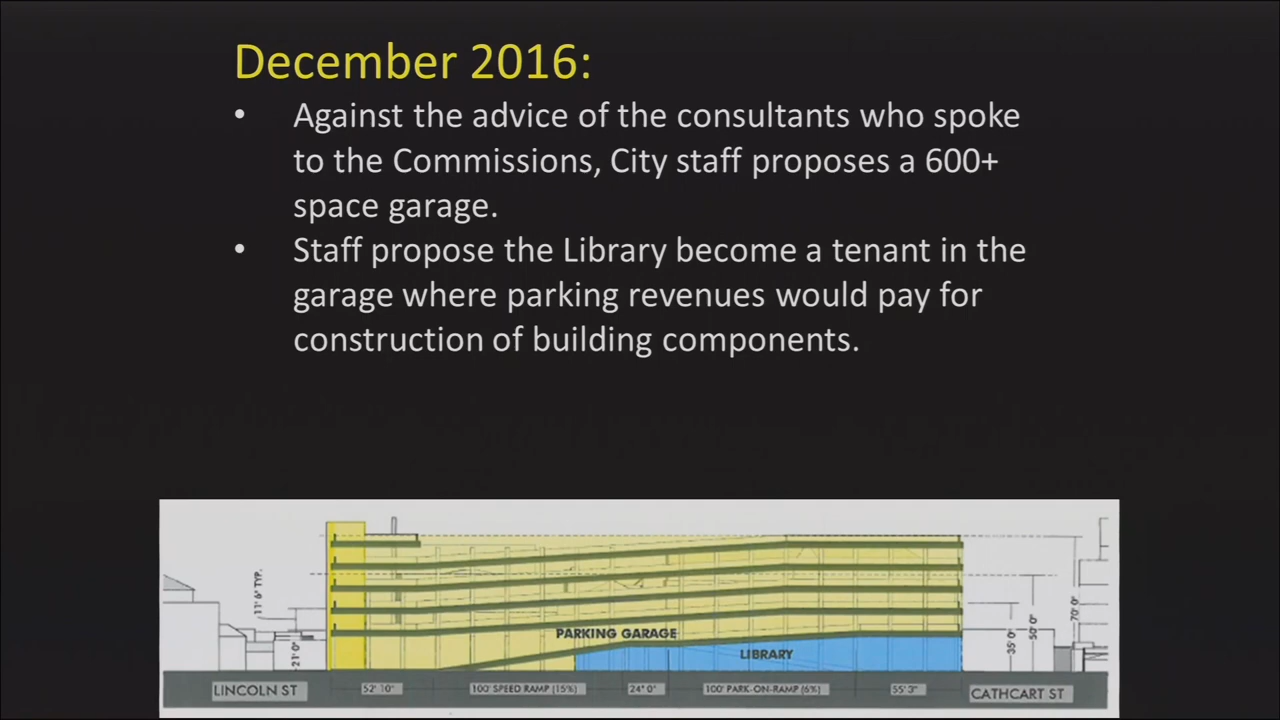 December 2016:
• Against the advice of the consultants who spoke
to the Commissions, City staff proposes a 600+
space garage.
• Staff propose the Library become a tenant in the
garage where parking revenues would pay for
construction of building components.
11' 6" TYP.
21' 0"
PARKING GARAGE
LIBRARY
35' 0"
50' 0"
70' 0"
LINCOLN ST
52' 10"
100' SPEED RAMP (15%)
24' 0"
100' PARK-ON-RAMP (6%)
55' 3"
CATHCART ST